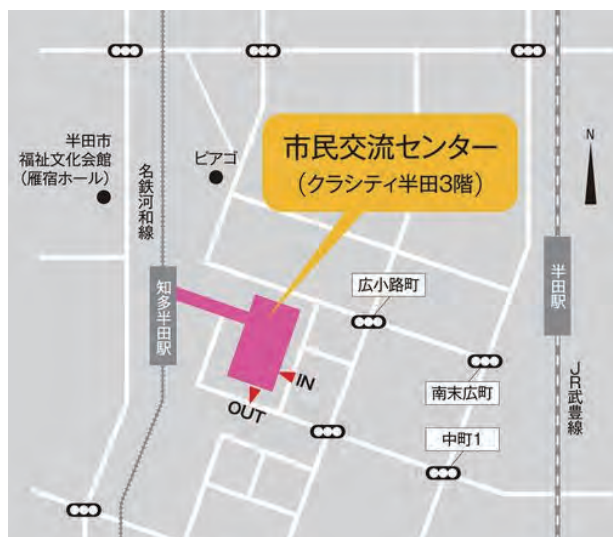 半田市
福祉文化会館
(雁宿ホール)
名鉄河和線
ピアゴ
市民交流センター
(クラシティ半田3階)
N
知多半田駅
広小路町
半田駅
IN
OUT
南末広町
中町1
JR武豊線